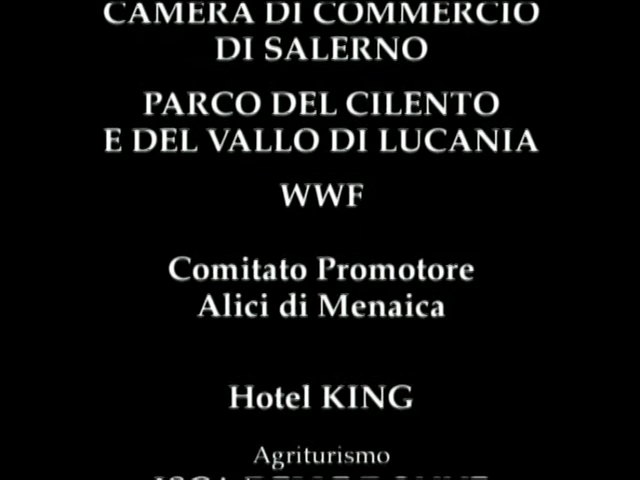 CAMERA DI COMMERCIO
DI SALERNO
PARCO DEL CILENTO
E DEL VALLO DI LUCANIA
WWF
Comitato Promotore
Alici di Menaica
Hotel KING
Agriturismo